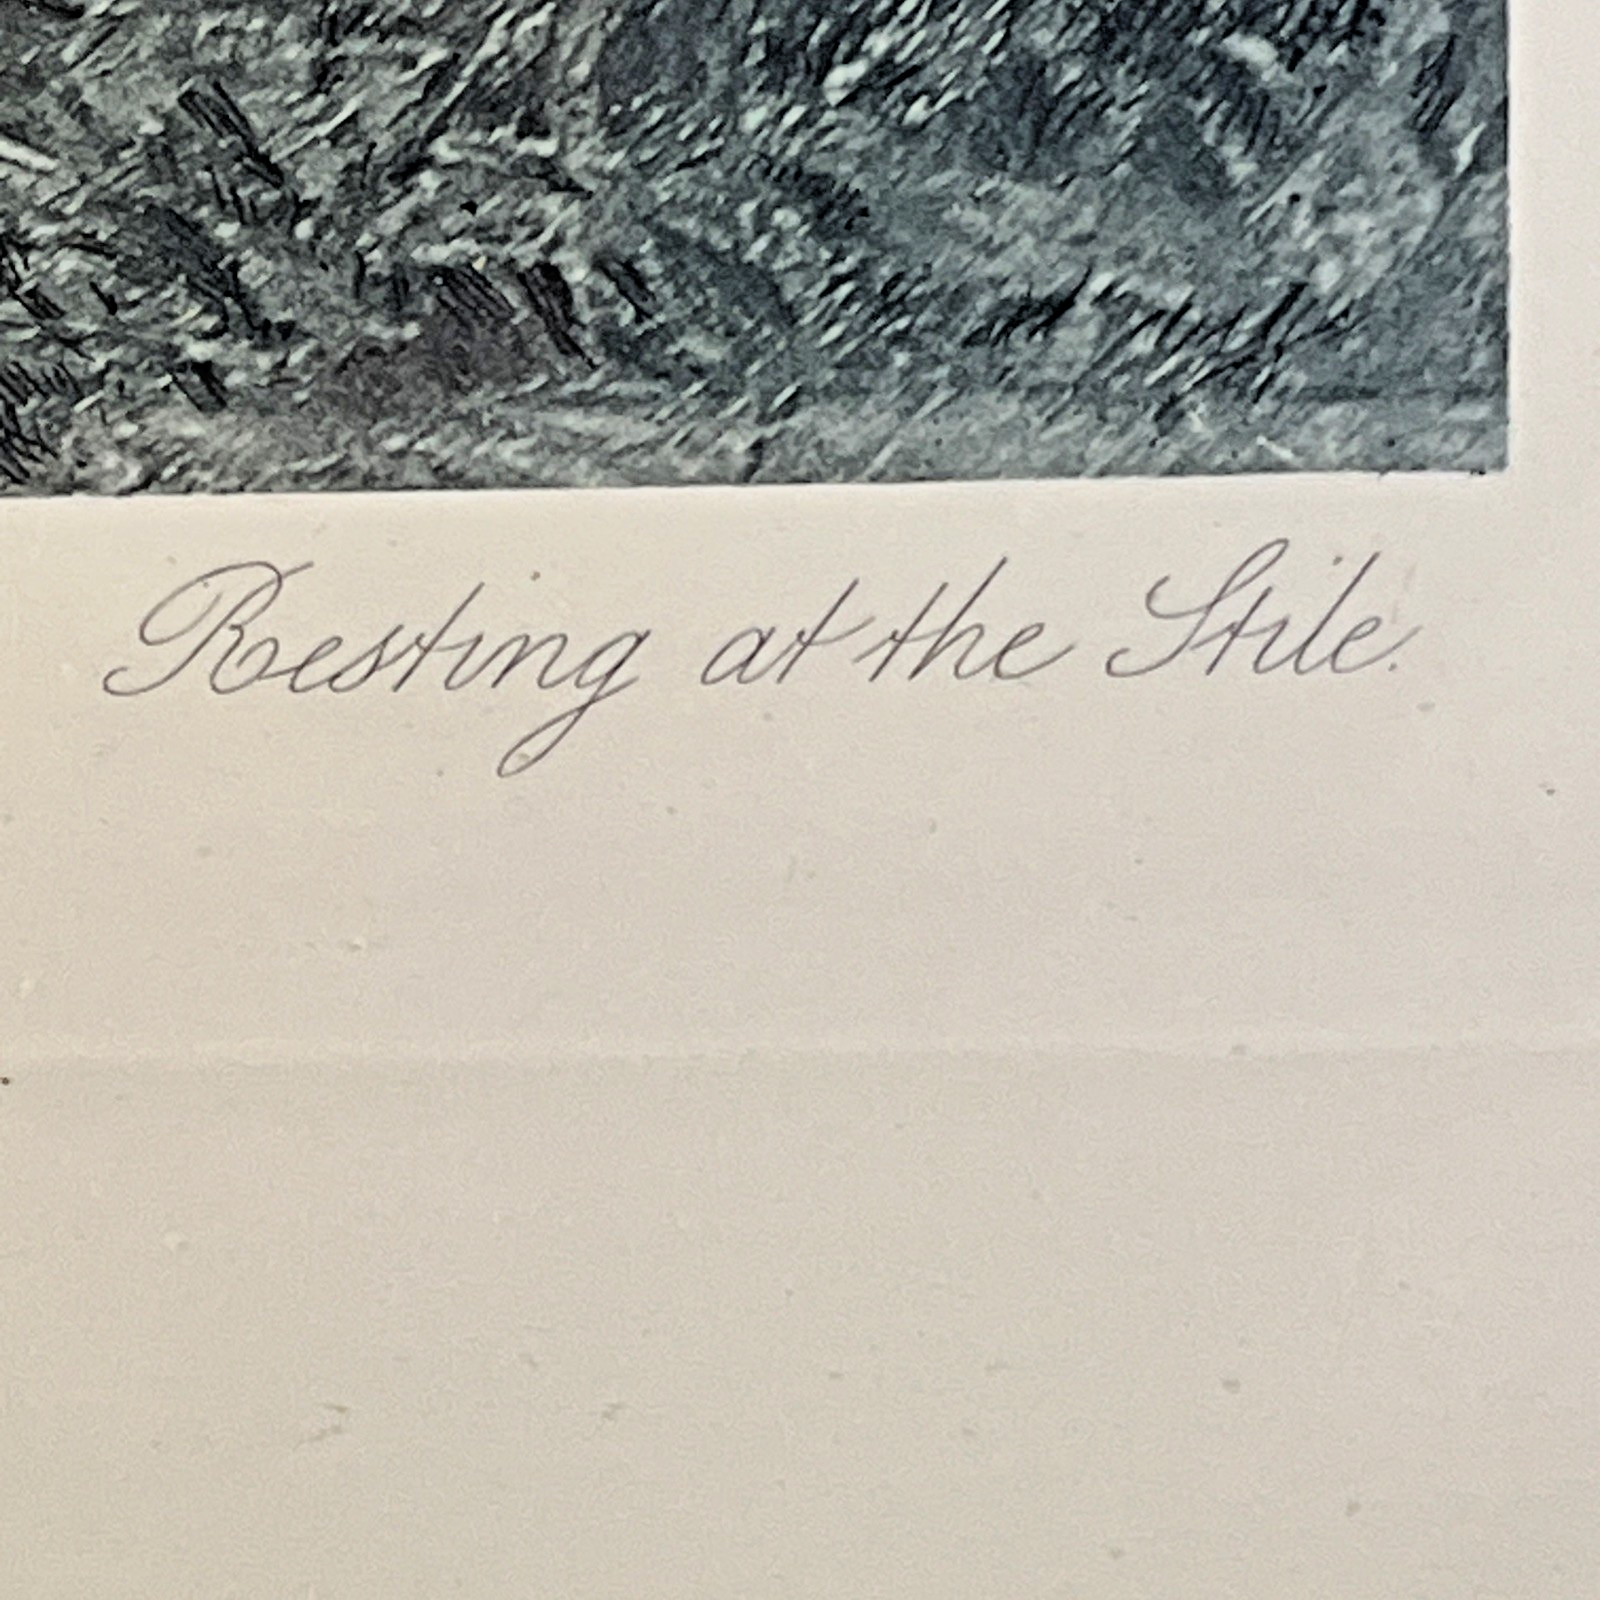 Resting at the Stile.